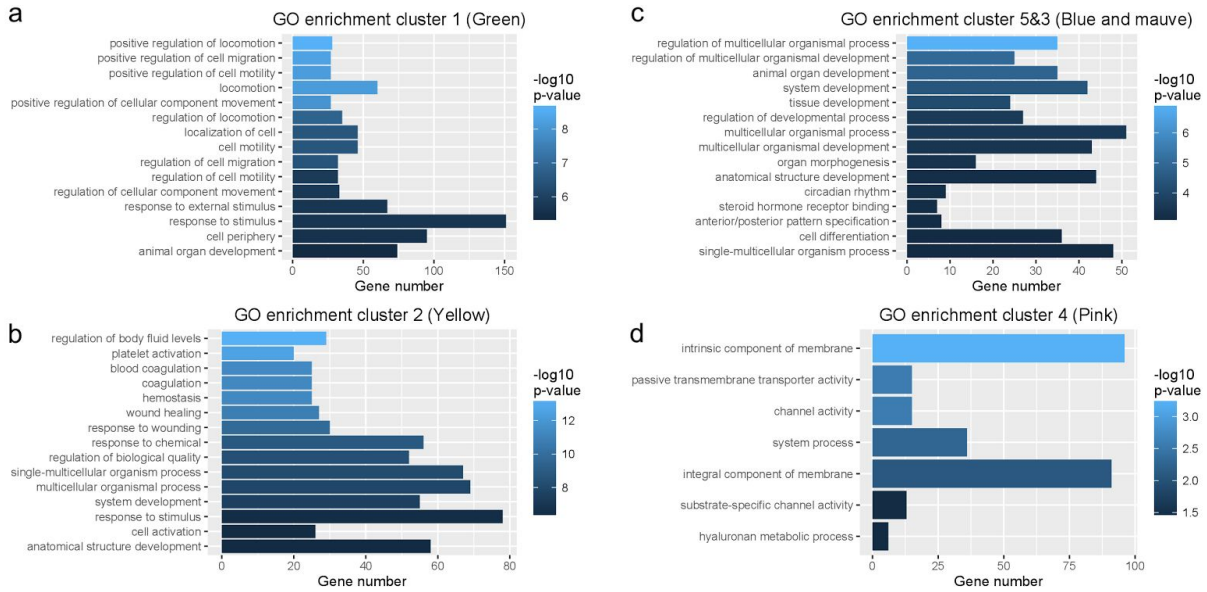 a
GO enrichment cluster 1 (Green)
positive regulation of locomotion
positive regulation of cell migration
positive regulation of cell motility
locomotion
positive regulation of cellular component movement
regulation of locomotion
localization of cell
cell motility
regulation of cell migration
regulation of cell motility
regulation of cellular component movement
response to external stimulus
response to stimulus
cell periphery
animal organ development
0 50 100 150
Gene number
-log10
p-value
8
7
6
b
GO enrichment cluster 2 (Yellow)
regulation of body fluid levels
platelet activation
blood coagulation
coagulation
hemostasis
wound healing
response to wounding
response to chemical
regulation of biological quality
single-multicellular organism process
multicellular organismal process
system development
response to stimulus
cell activation
anatomical structure development
0 20 40 60 80
Gene number
-log10
p-value
12
10
8
c
GO enrichment cluster 5&3 (Blue and mauve)
regulation of multicellular organismal process
regulation of multicellular organismal development
animal organ development
system development
tissue development
regulation of developmental process
multicellular organismal process
multicellular organismal development
organ morphogenesis
anatomical structure development
circadian rhythm
steroid hormone receptor binding
anterior/posterior pattern specification
cell differentiation
single-multicellular organism process
0 10 20 30 40 50
Gene number
-log10
p-value
6
5
4
d
GO enrichment cluster 4 (Pink)
intrinsic component of membrane
passive transmembrane transporter activity
channel activity
system process
integral component of membrane
substrate-specific channel activity
hyaluronan metabolic process
0 25 50 75 100
Gene number
-log10
p-value
3.0
2.5
2.0
1.5